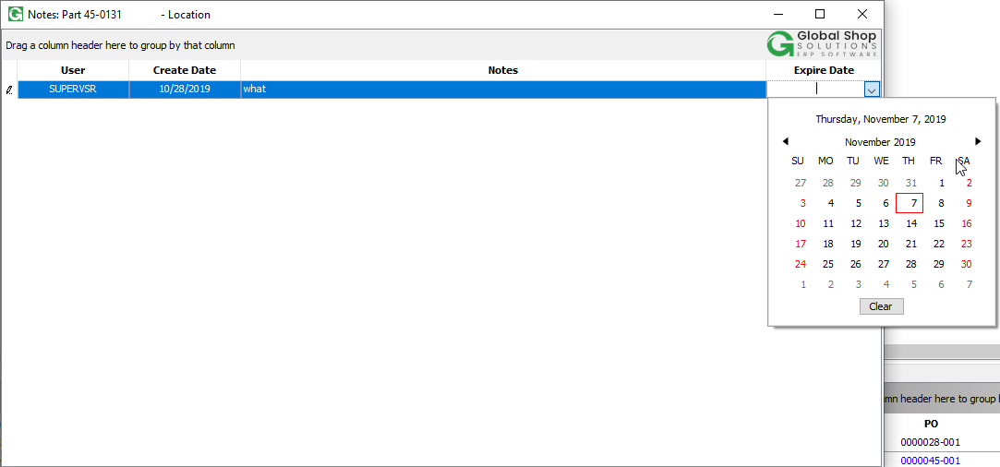 Notes: Part 45-0131 - Location
Drag a column header here to group by that column
Global Shop
SOLUTIONS
ERP SOFTWARE
User Create Date Notes Expire Date
SUPERVSR 10/28/2019 what
Thursday, November 7, 2019
November 2019
SU MO TU WE TH FR SA
27 28 29 30 31 1 2
3 4 5 6 7 8 9
10 11 12 13 14 15 16
17 18 19 20 21 22 23
24 25 26 27 28 29 30
1 2 3 4 5 6 7
Clear
mn header here to group
PO
0000028-001
0000045-001